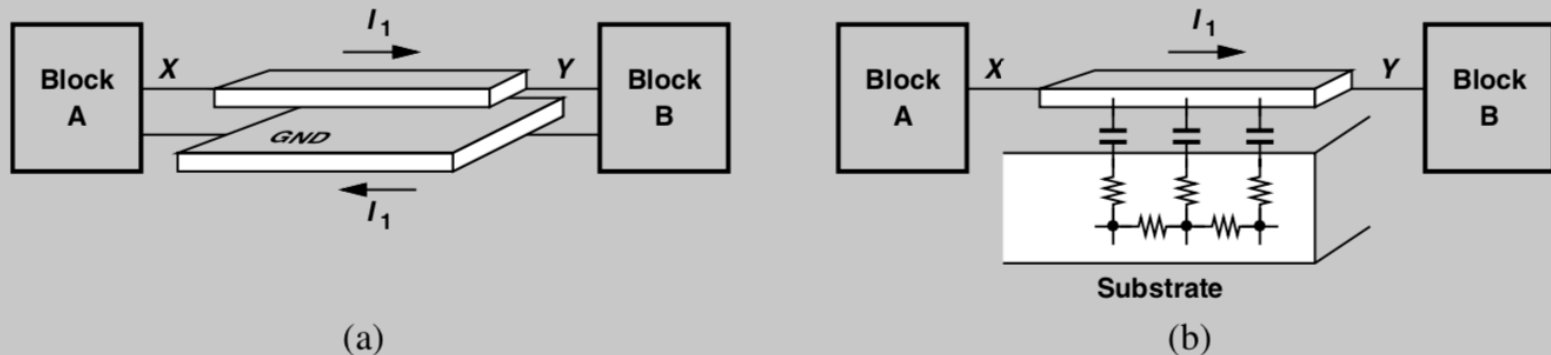 I1
Block
A
X
Y
Block
B
GND
I1
(a)
I1
Block
A
X
Y
Block
B
Substrate
(b)